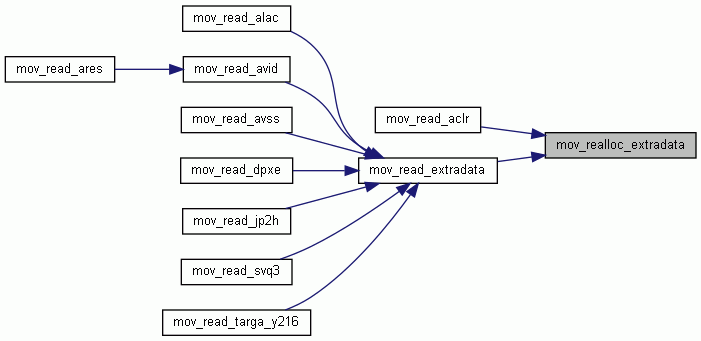 mov_read_alac
mov_read_ares
mov_read_avid
mov_read_avss
mov_read_aclr
mov_realloc_extradata
mov_read_dpxe
mov_read_extradata
mov_read_jp2h
mov_read_svq3
mov_read_targa_y216